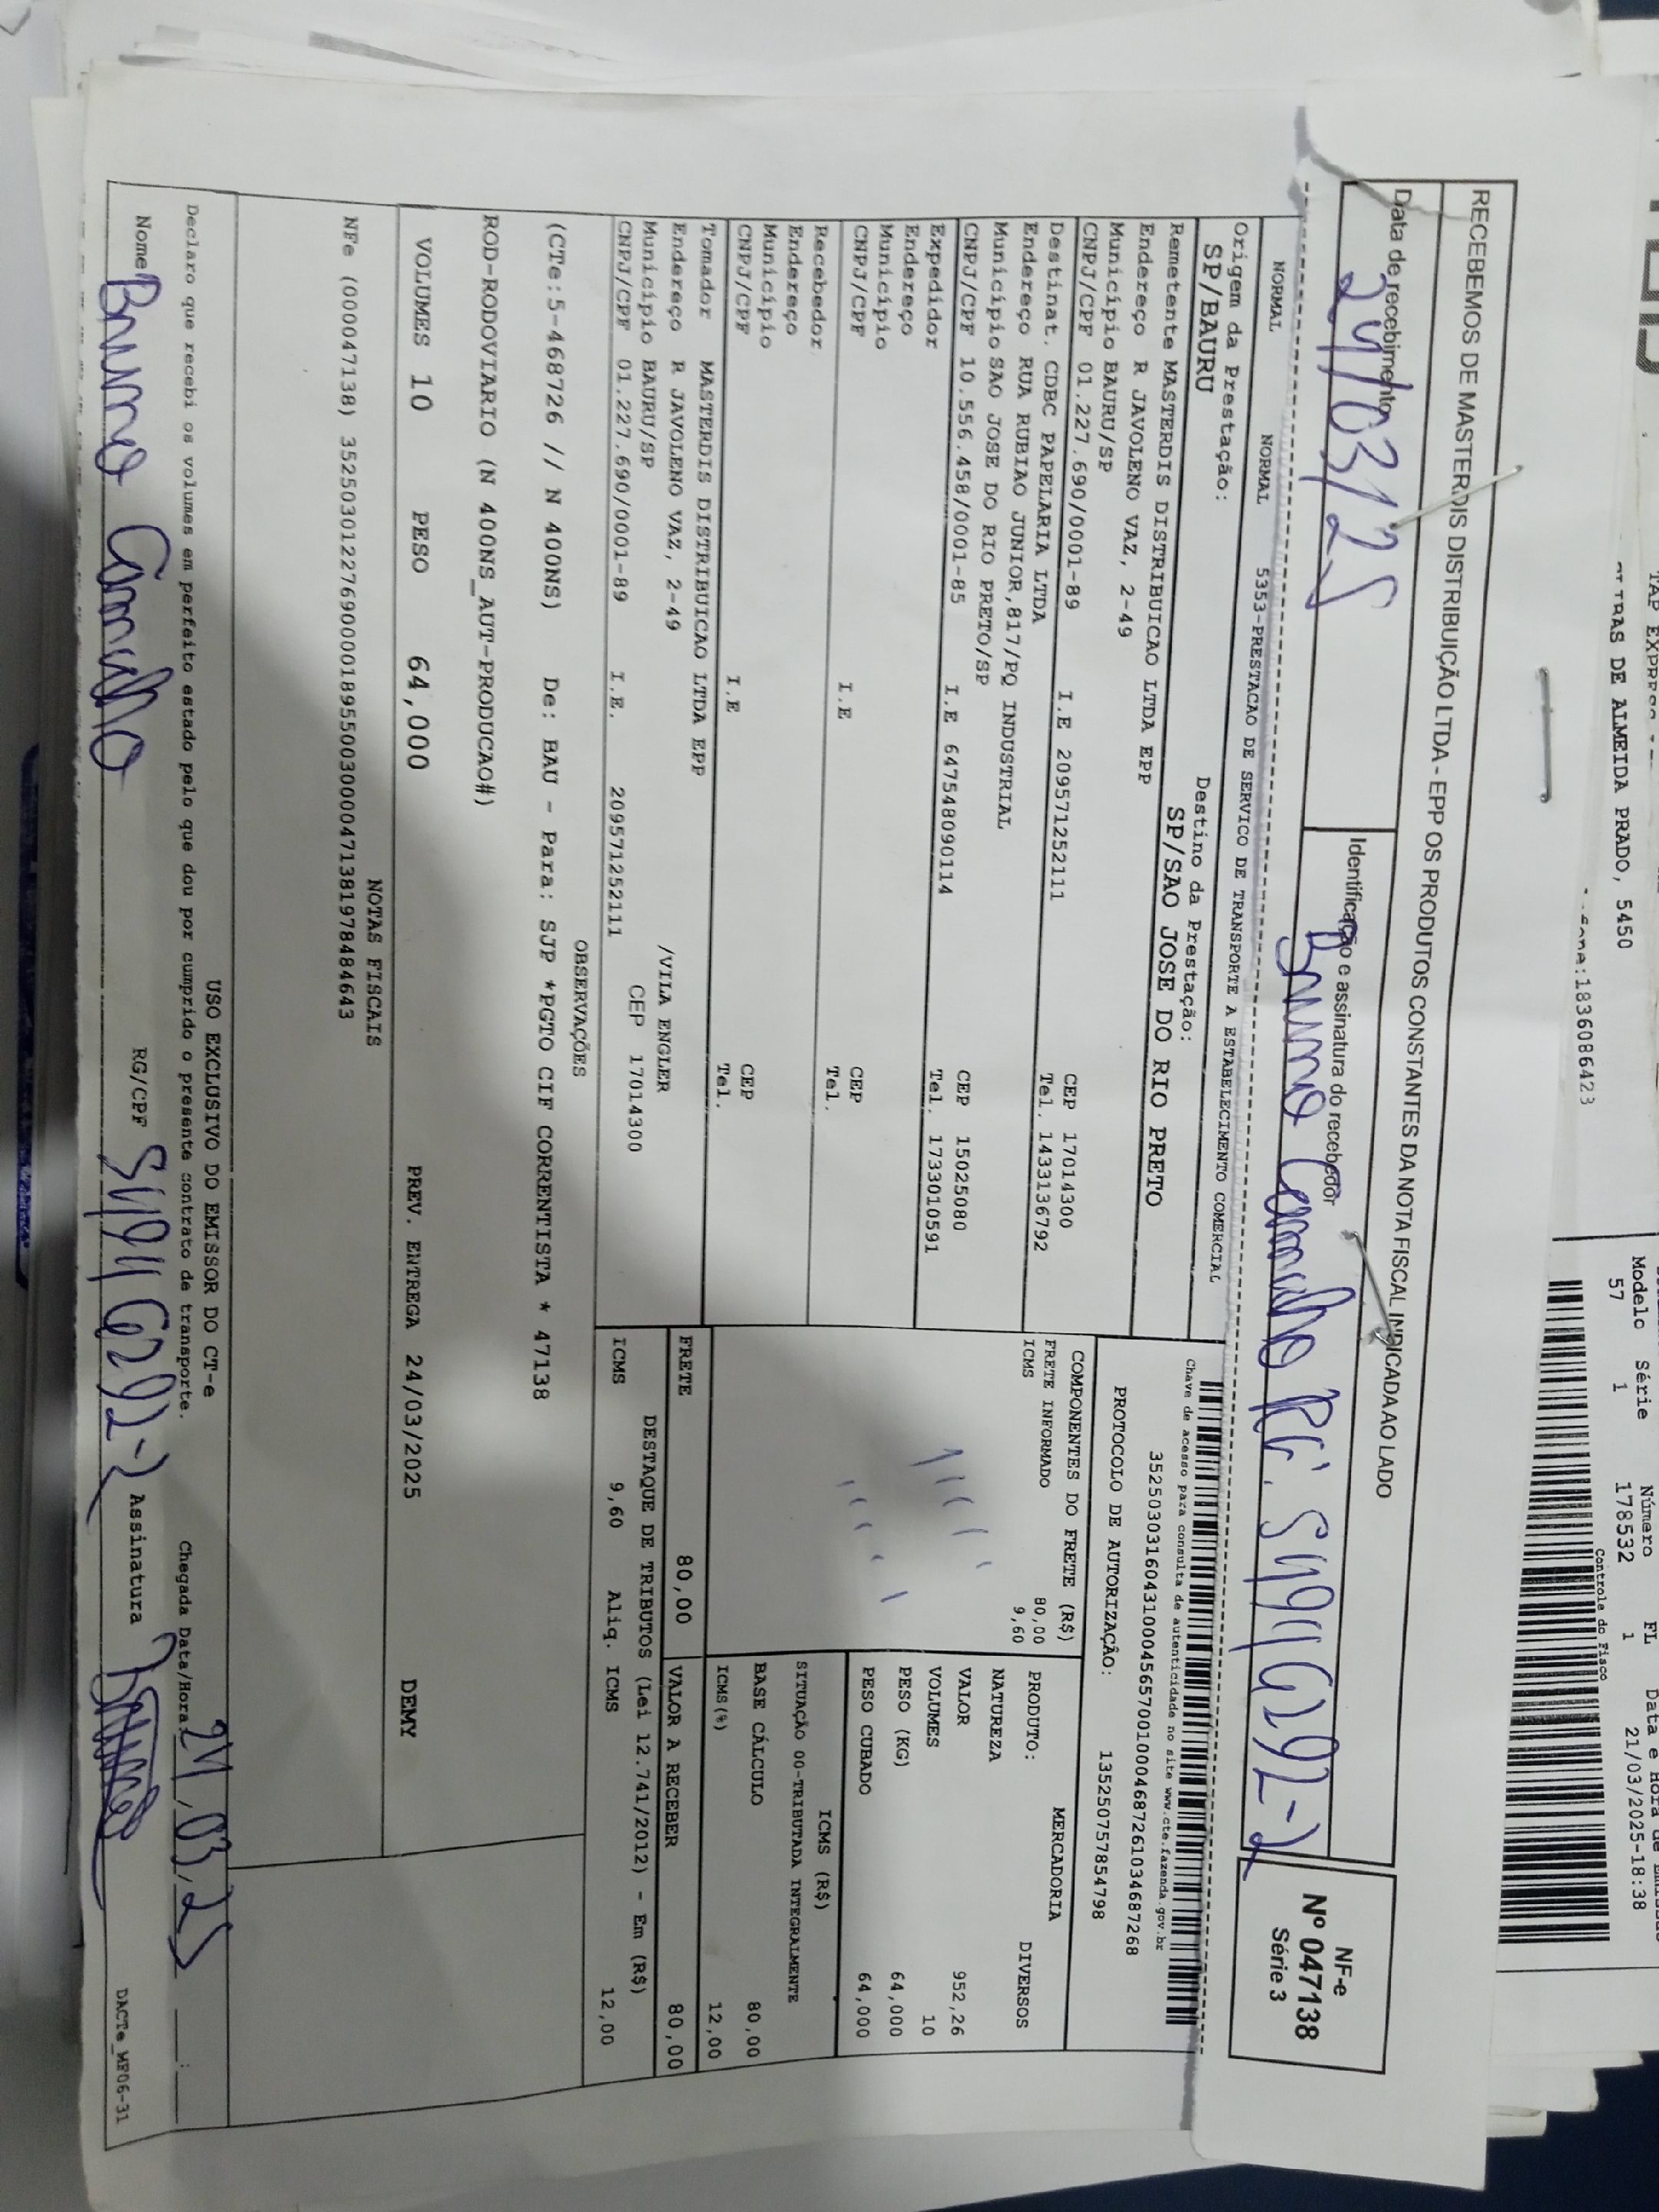 TAP EXPRESS
ALMEIDA PRADO, 5450
1836086423
Modelo Série Número FL
57 1 178532 1 21/03/2025-18:38
Controle do Fisco
RECEBEMOS DE MASTERDIS DISTRIBUIÇÃO LTDA - EPP OS PRODUTOS CONSTANTES DA NOTA FISCAL INDICADA AO LADO
Data de recebimento
24/03/25
Identificação e assinatura do recebedor
Bruno Camacho RG.
NF-e
Nº 047138
Série 3
NORMAL NORMAL 5353-PRESTACAO DE SERVICO DE TRANSPORTE A ESTABELECIMENTO COMERCIAL
Origem da Prestação: Destino da Prestação:
SP/BAURU SP/SAO JOSE DO RIO PRETO
Remetente MASTERDIS DISTRIBUICAO LTDA EPP
Endereço R JAVOLENO VAZ, 2-49
Município BAURU/SP CEP 17014300
CNPJ/CPF 01.227.690/0001-89 I.E 209571252111 Tel. 1433136792
Destinat. CDBC PAPELARIA LTDA
Endereço RUA RUBIAO JUNIOR,817/PQ INDUSTRIAL
Município SAO JOSE DO RIO PRETO/SP CEP 15025080
CNPJ/CPF 10.556.458/0001-85 I.E 647548090114 Tel. 1733010591
Expedidor
Endereço
Município CEP
CNPJ/CPF I.E Tel.
Recebedor
Endereço
Município CEP
CNPJ/CPF I.E Tel.
Tomador MASTERDIS DISTRIBUICAO LTDA EPP
Endereço R JAVOLENO VAZ, 2-49 /VILA ENGLER
Município BAURU/SP CEP 17014300
CNPJ/CPF 01.227.690/0001-89 I.E. 209571252111
Chave de acesso para consulta de autenticidade no site www.cte.fazenda.gov.br
35250303160431000456570010004687261034687268
PROTOCOLO DE AUTORIZAÇÃO: 135250757854798
COMPONENTES DO FRETE (R$)
FRETE INFORMADO 80,00
ICMS 9,60
PRODUTO: MERCADORIA
NATUREZA DIVERSOS
VALOR 952,26
VOLUMES 10
PESO (KG) 64,000
PESO CUBADO 64,000
ICMS (R$)
SITUAÇÃO 00-TRIBUTADA INTEGRALMENTE
BASE CÁLCULO 80,00
ICMS(%) 12,00
FRETE 80,00 VALOR A RECEBER 80,00
DESTAQUE DE TRIBUTOS (Lei 12.741/2012) - Em (R$)
ICMS 9,60 Aliq. ICMS 12,00
OBSERVAÇÕES
(CTe:5-468726 // N 400NS) De: BAU - Para: SJP *PGTO CIF CORRENTISTA * 47138
ROD-RODOVIARIO (N 400NS_AUT-PRODUCAO#)
VOLUMES 10 PESO 64,000 PREV. ENTREGA 24/03/2025 DEMY
NOTAS FISCAIS
NFe (000047138) 35250301227690000189550030000471381978484643
USO EXCLUSIVO DO EMISSOR DO CT-e
Declaro que recebi os volumes em perfeito estado pelo que dou por cumprido o presente contrato de transporte. Chegada Data/Hora: 24/03/25
Nome Bruno Camacho RG/CPF Assinatura
DACTe_MF06-31